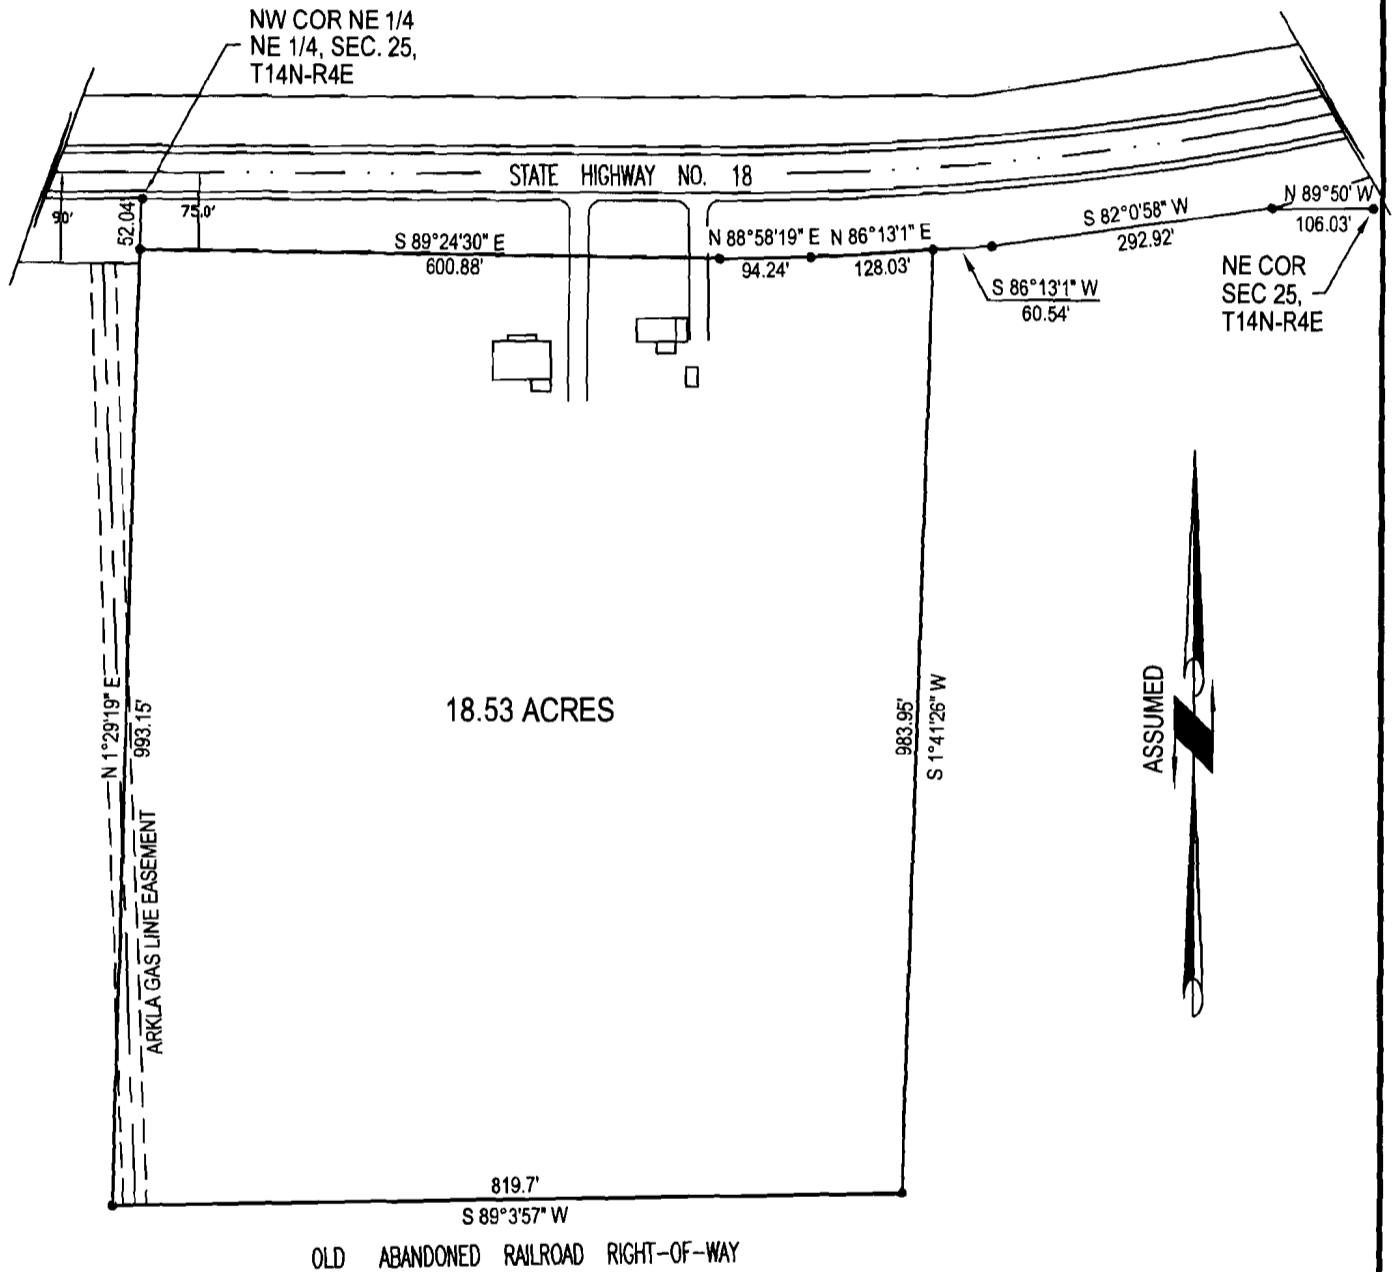 NW COR NE 1/4
NE 1/4, SEC. 25,
T14N-R4E
STATE HIGHWAY NO. 18
90'
52.04'
75.0'
S 89°24'30" E
600.88'
N 88°58'19" E
94.24'
N 86°13'1" E
128.03'
S 86°13'1" W
60.54'
S 82°0'58" W
292.92'
N 89°50' W
106.03'
NE COR
SEC 25,
T14N-R4E
N 1°29'19" E
993.15'
ARKLA GAS LINE EASEMENT
18.53 ACRES
983.95'
S 1°41'26" W
ASSUMED
819.7'
S 89°3'57" W
OLD ABANDONED RAILROAD RIGHT-OF-WAY